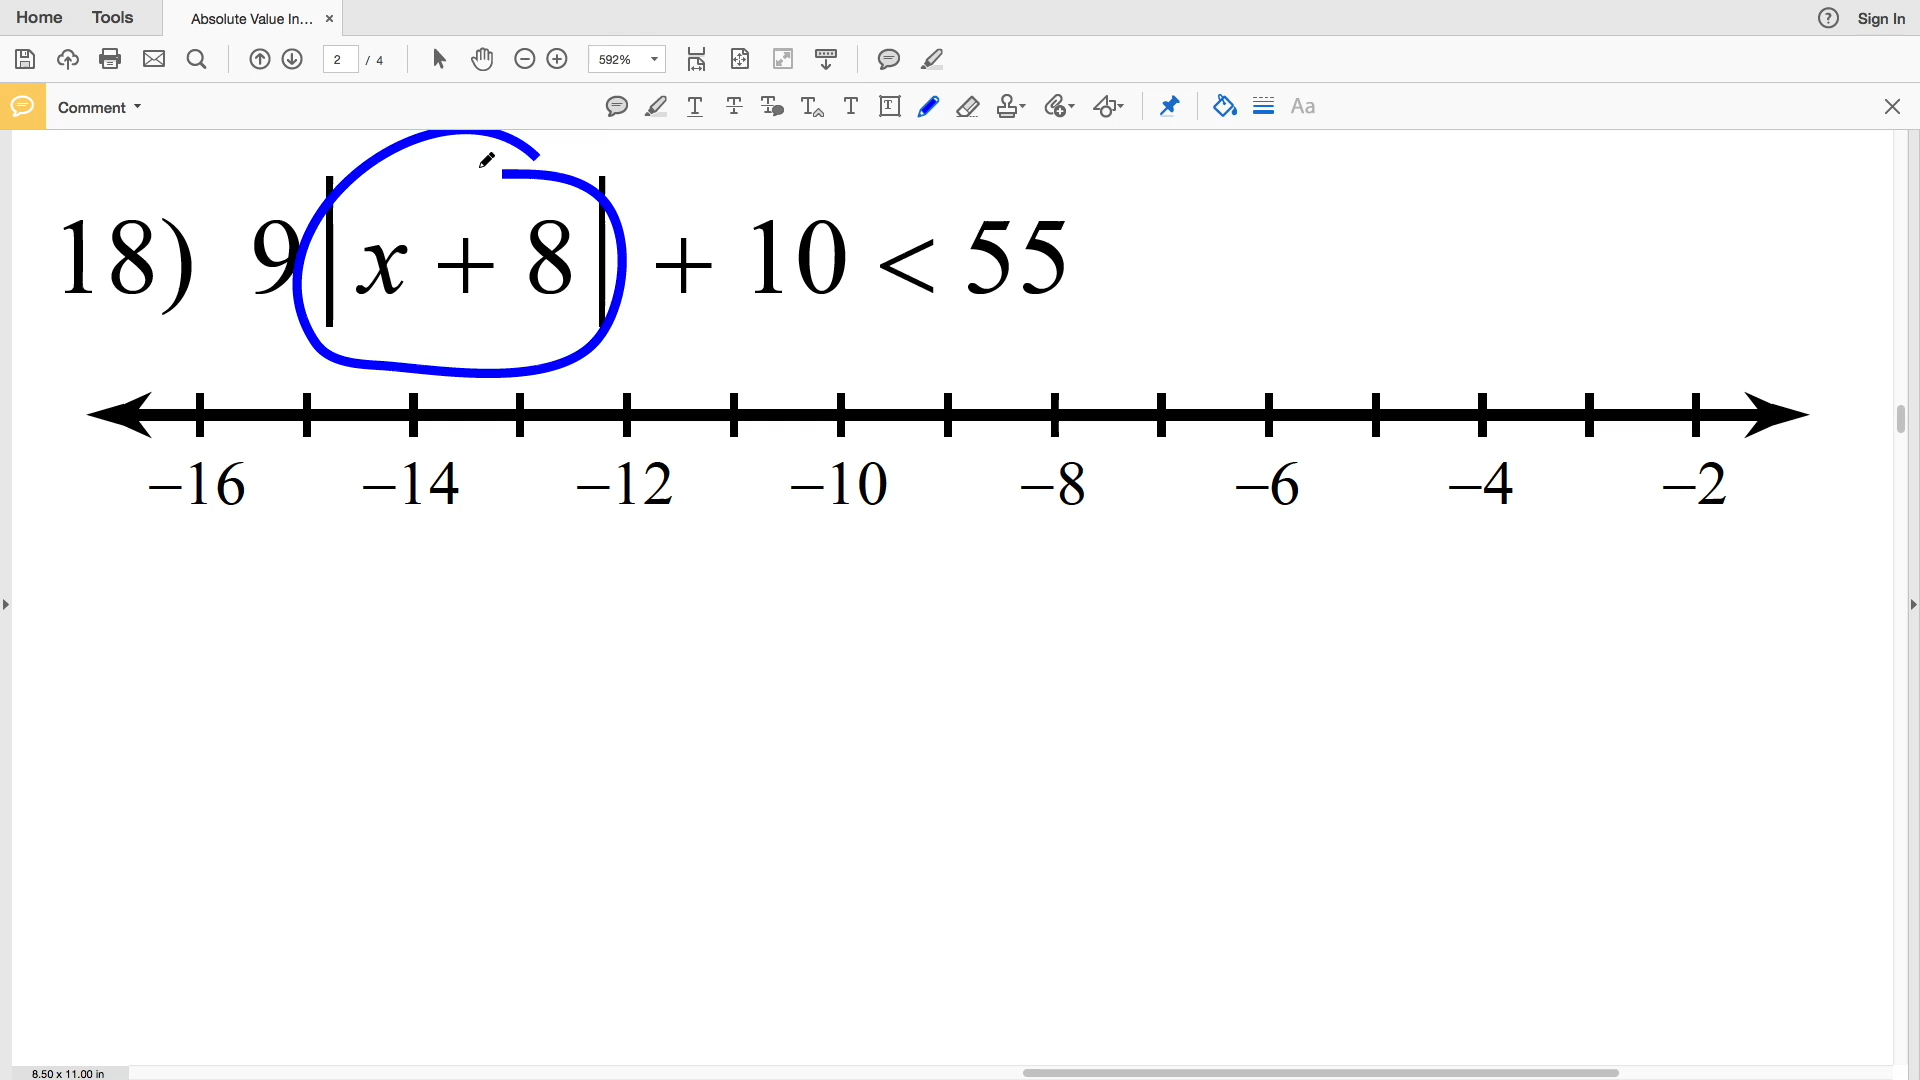 Home Tools Absolute Value In... × ? Sign In
2 / 4 592%
Comment T T T T T T Aa
18) 9|x + 8| + 10 < 55
−16 −14 −12 −10 −8 −6 −4 −2
8.50 x 11.00 in